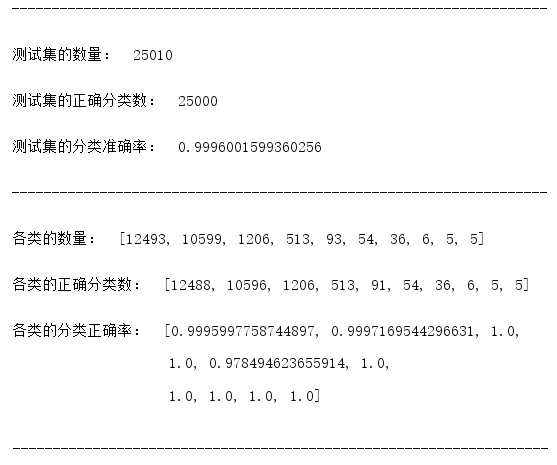 测试集的数量： 25010
测试集的正确分类数： 25000
测试集的分类准确率： 0.9996001599360256
各类的数量： [12493, 10599, 1206, 513, 93, 54, 36, 6, 5, 5]
各类的正确分类数： [12488, 10596, 1206, 513, 91, 54, 36, 6, 5, 5]
各类的分类正确率： [0.9995997758744897, 0.9997169544296631, 1.0,
1.0, 0.978494623655914, 1.0,
1.0, 1.0, 1.0, 1.0]